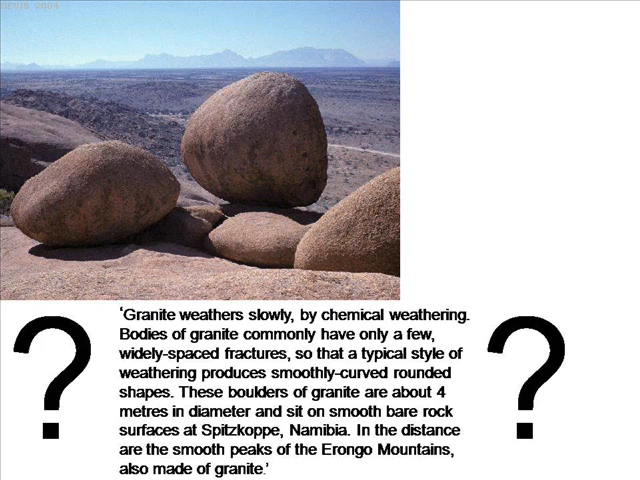 DLWIS 2004
?
‘Granite weathers slowly, by chemical weathering.
Bodies of granite commonly have only a few,
widely-spaced fractures, so that a typical style of
weathering produces smoothly-curved rounded
shapes. These boulders of granite are about 4
metres in diameter and sit on smooth bare rock
surfaces at Spitzkoppe, Namibia. In the distance
are the smooth peaks of the Erongo Mountains,
also made of granite.’
?